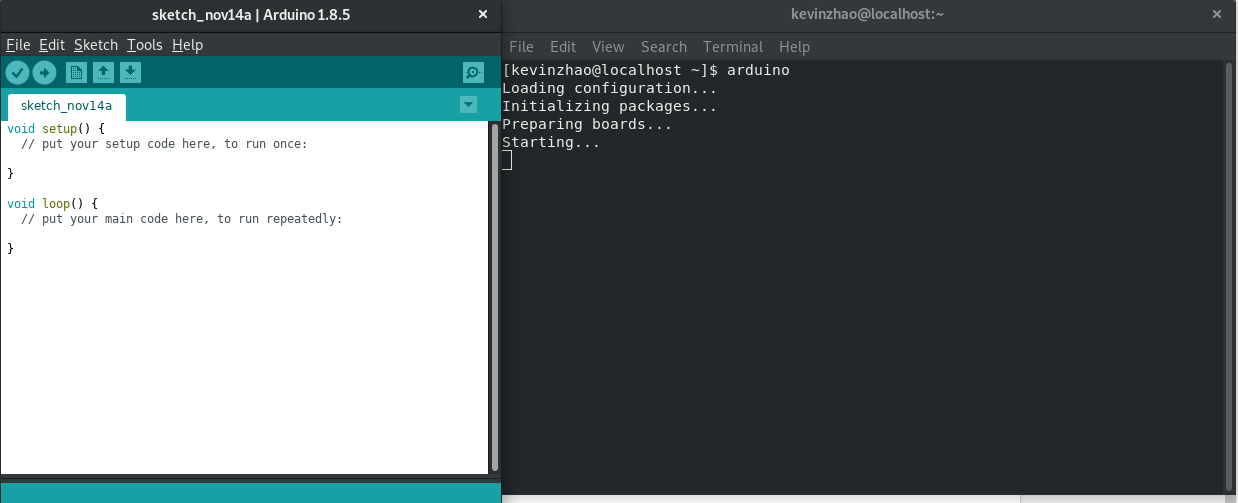 sketch_nov14a | Arduino 1.8.5
File Edit Sketch Tools Help
sketch_nov14a
void setup() {
  // put your setup code here, to run once:
}
void loop() {
  // put your main code here, to run repeatedly:
}
kevinzhao@localhost:~
File Edit View Search Terminal Help
[kevinzhao@localhost ~]$ arduino
Loading configuration...
Initializing packages...
Preparing boards...
Starting...